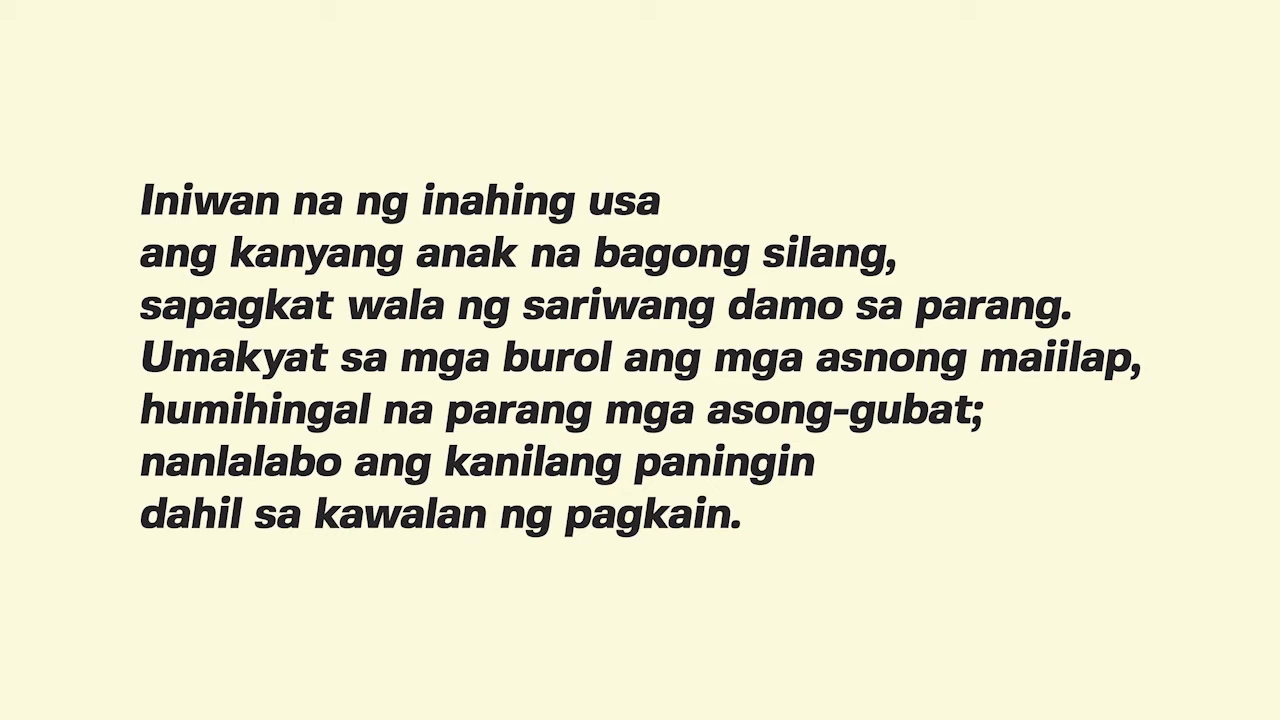 Iniwan na ng inahing usa
ang kanyang anak na bagong silang,
sapagkat wala ng sariwang damo sa parang.
Umakyat sa mga burol ang mga asnong maiilap,
humihingal na parang mga asong-gubat;
nanlalabo ang kanilang paningin
dahil sa kawalan ng pagkain.